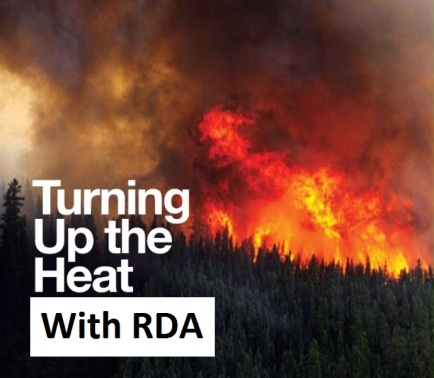 Turning
Up the
Heat
With RDA